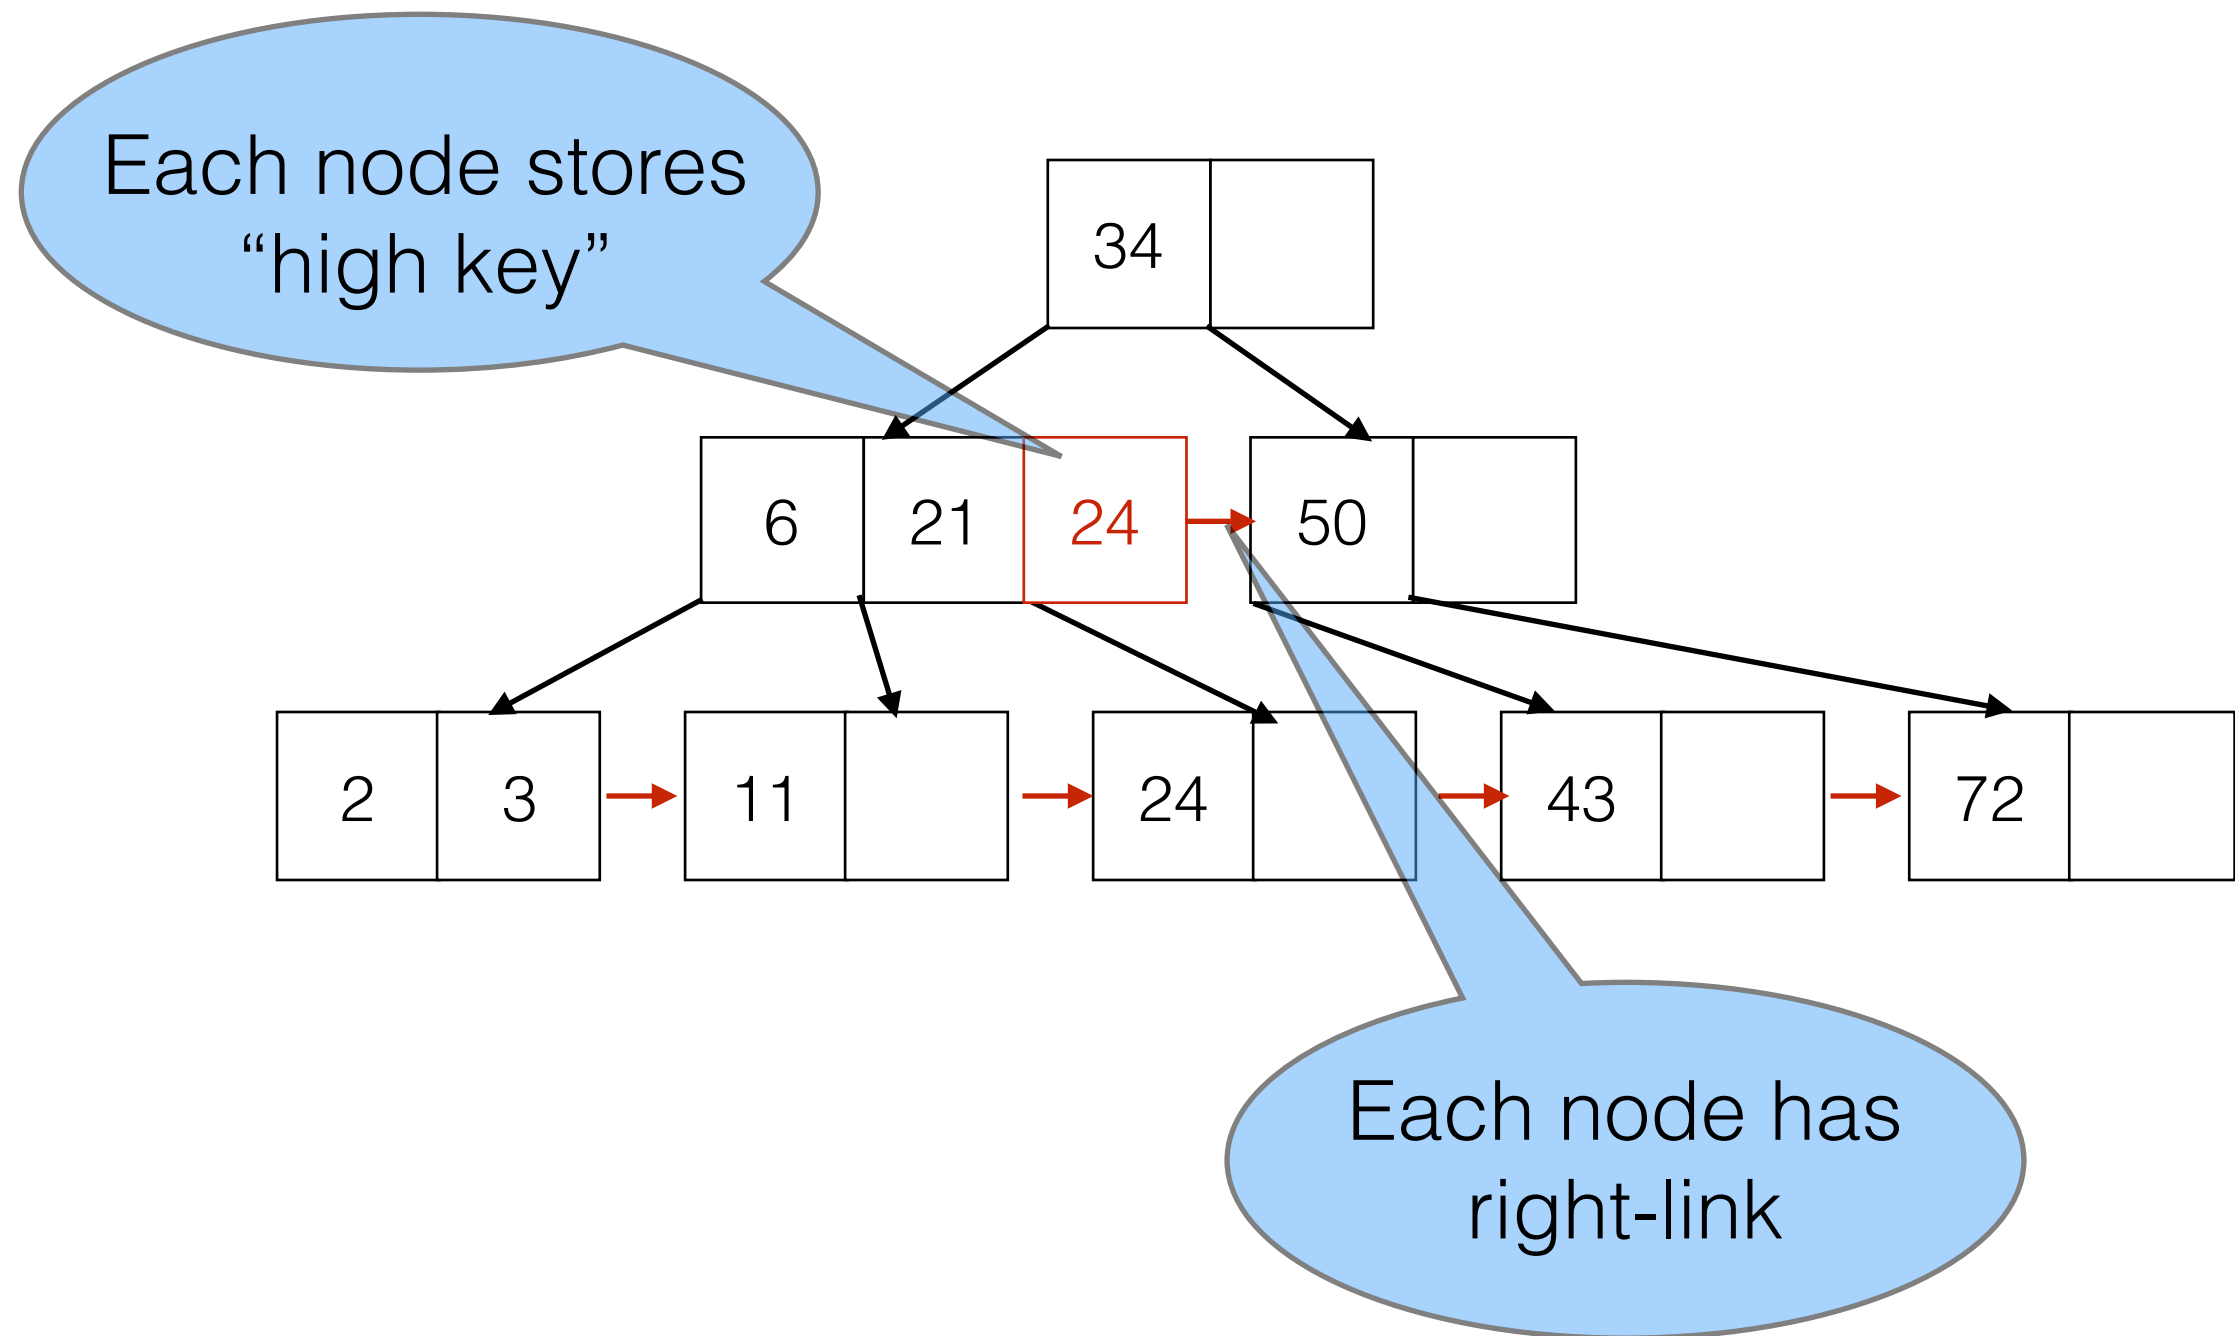 Each node stores
“high key”
34
6 21 24 50
2 3 11 24 43 72
Each node has
right-link